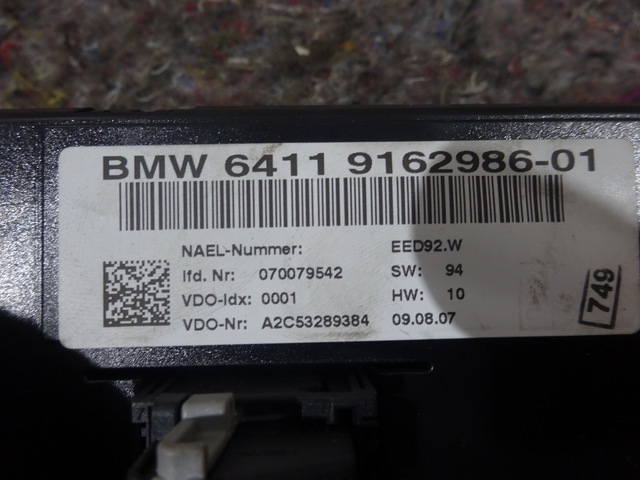 BMW 6411 9162986-01
NAEL-Nummer: EED92.W
lfd. Nr: 070079542 SW: 94
VDO-Idx: 0001 HW: 10
VDO-Nr: A2C53289384 09.08.07
749